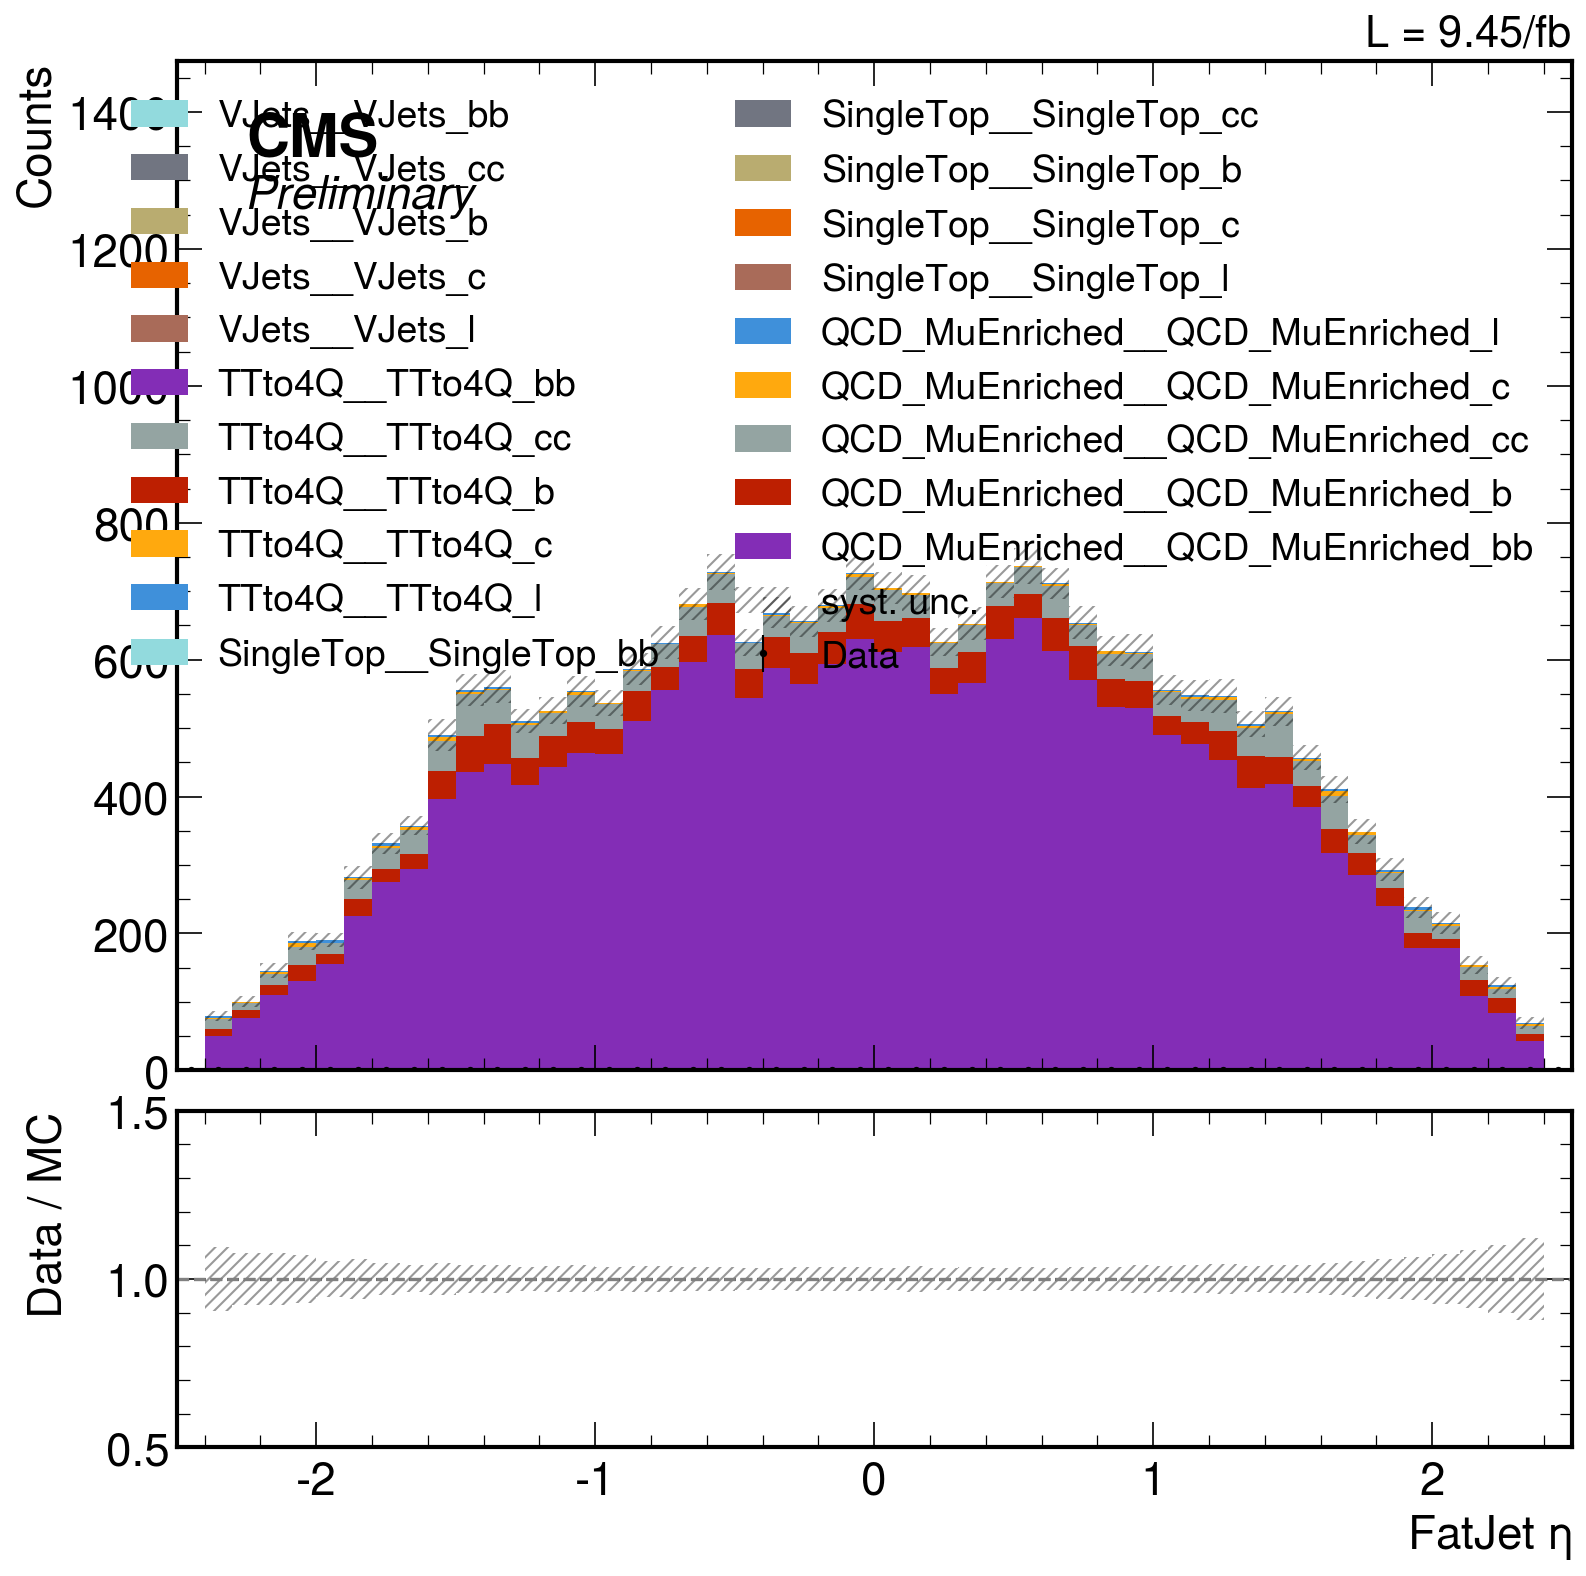 L = 9.45/fb
Counts
1400
1200
1000
800
600
400
200
0
CMS
Preliminary
VJets__VJets_bb
VJets__VJets_cc
VJets__VJets_b
VJets__VJets_c
VJets__VJets_l
TTto4Q__TTto4Q_bb
TTto4Q__TTto4Q_cc
TTto4Q__TTto4Q_b
TTto4Q__TTto4Q_c
TTto4Q__TTto4Q_l
SingleTop__SingleTop_bb
SingleTop__SingleTop_cc
SingleTop__SingleTop_b
SingleTop__SingleTop_c
SingleTop__SingleTop_l
QCD_MuEnriched__QCD_MuEnriched_l
QCD_MuEnriched__QCD_MuEnriched_c
QCD_MuEnriched__QCD_MuEnriched_cc
QCD_MuEnriched__QCD_MuEnriched_b
QCD_MuEnriched__QCD_MuEnriched_bb
syst. unc.
Data
Data / MC
1.5
1.0
0.5
-2 -1 0 1 2
FatJet η